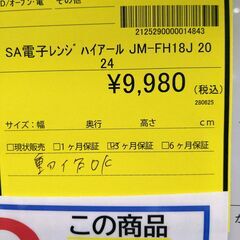 D/オーブン・電 その他
2125290000014843
SA電子レンジ ハイアール JM-FH18J 20
24
¥9,980(税込)
280625
サイズ:幅 奥行 高さ cm
□現状販売 □1ヶ月保証 ☑3ヶ月保証 □6ヶ月保証
動作OK
この商品